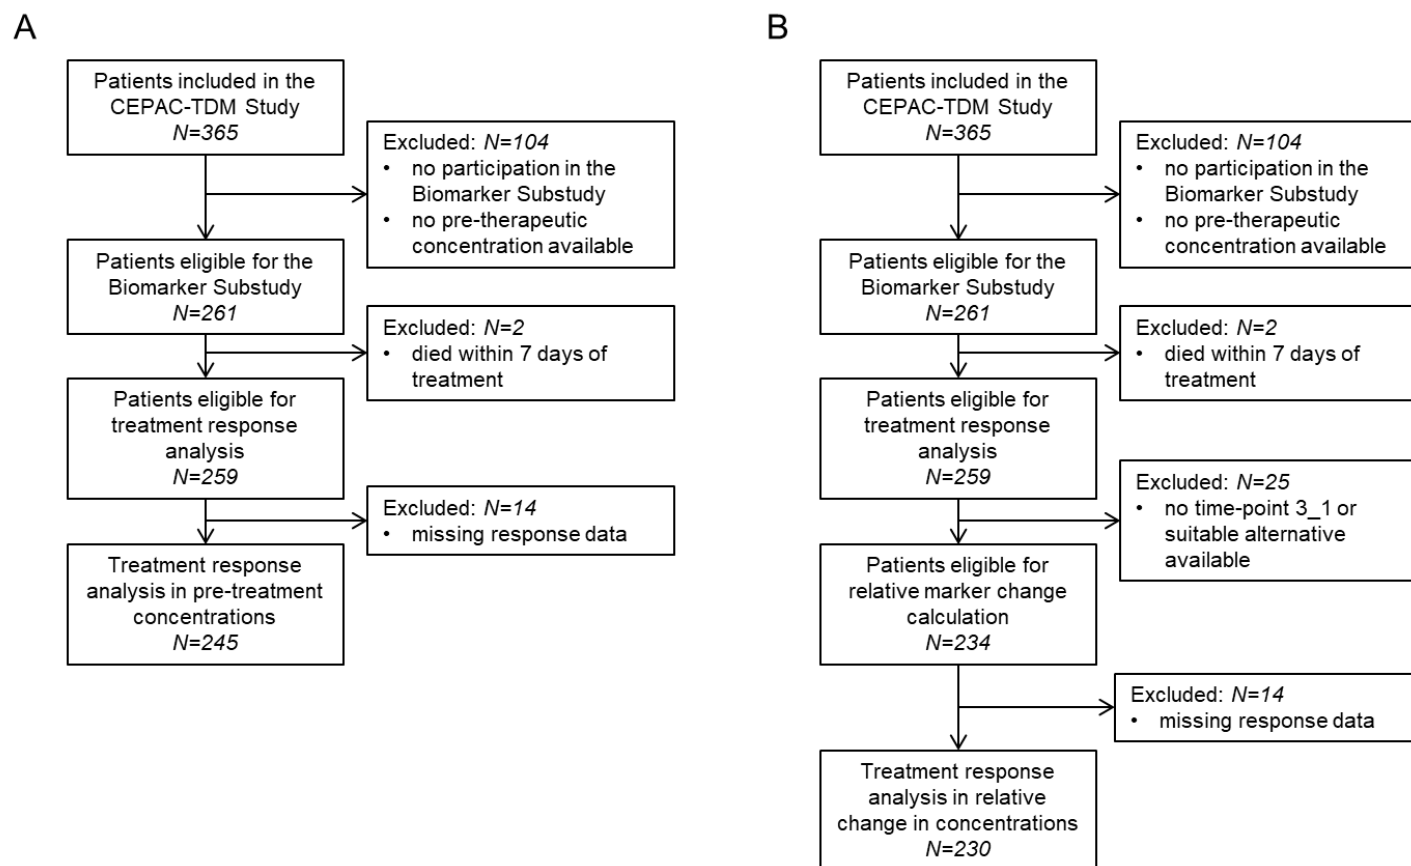 A
Patients included in the
CEPAC-TDM Study
N=365
Excluded: N=104
• no participation in the
Biomarker Substudy
• no pre-therapeutic
concentration available
Patients eligible for the
Biomarker Substudy
N=261
Excluded: N=2
• died within 7 days of
treatment
Patients eligible for
treatment response
analysis
N=259
Excluded: N=14
• missing response data
Treatment response
analysis in pre-treatment
concentrations
N=245
B
Patients included in the
CEPAC-TDM Study
N=365
Excluded: N=104
• no participation in the
Biomarker Substudy
• no pre-therapeutic
concentration available
Patients eligible for the
Biomarker Substudy
N=261
Excluded: N=2
• died within 7 days of
treatment
Patients eligible for
treatment response
analysis
N=259
Excluded: N=25
• no time-point 3_1 or
suitable alternative
available
Patients eligible for
relative marker change
calculation
N=234
Excluded: N=14
• missing response data
Treatment response
analysis in relative
change in concentrations
N=230